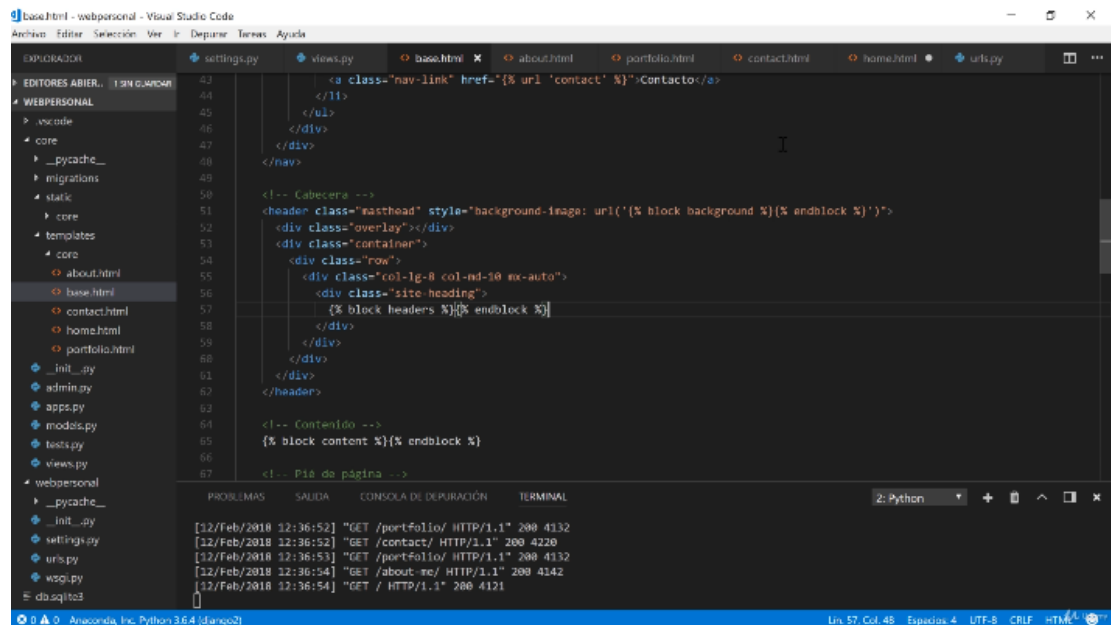 base.html - webpersonal - Visual Studio Code
Archivo Editar Selección Ver Ir Depurar Tareas Ayuda
EXPLORADOR
settings.py views.py base.html about.html portfolio.html contact.html home.html urls.py
EDITORES ABIER.. 1 SIN GUARDAR
WEBPERSONAL
.vscode
core
__pycache__
migrations
static
core
templates
core
about.html
base.html
contact.html
home.html
portfolio.html
__init__.py
admin.py
apps.py
models.py
tests.py
views.py
webpersonal
__pycache__
__init__.py
settings.py
urls.py
wsgi.py
db.sqlite3
43 <a class="nav-link" href="{% url 'contact' %}">Contacto</a>
44 </li>
45 </ul>
46 </div>
47 </div>
48 </nav>
49
50 <!-- Cabecera -->
51 <header class="masthead" style="background-image: url('{% block background %}{% endblock %}')">
52 <div class="overlay"></div>
53 <div class="container">
54 <div class="row">
55 <div class="col-lg-8 col-md-10 mx-auto">
56 <div class="site-heading">
57 {% block headers %}{% endblock %}
58 </div>
59 </div>
60 </div>
61 </div>
62 </header>
63
64 <!-- Contenido -->
65 {% block content %}{% endblock %}
66
67 <!-- Pié de página -->
PROBLEMAS SALIDA CONSOLA DE DEPURACIÓN TERMINAL
2: Python
[12/Feb/2018 12:36:52] "GET /portfolio/ HTTP/1.1" 200 4132
[12/Feb/2018 12:36:52] "GET /contact/ HTTP/1.1" 200 4220
[12/Feb/2018 12:36:53] "GET /portfolio/ HTTP/1.1" 200 4132
[12/Feb/2018 12:36:54] "GET /about-me/ HTTP/1.1" 200 4142
[12/Feb/2018 12:36:54] "GET / HTTP/1.1" 200 4121
0 0 Anaconda, Inc. Python 3.6.4 (django2) Lín. 57, Col. 48 Espacios: 4 UTF-8 CRLF HTML